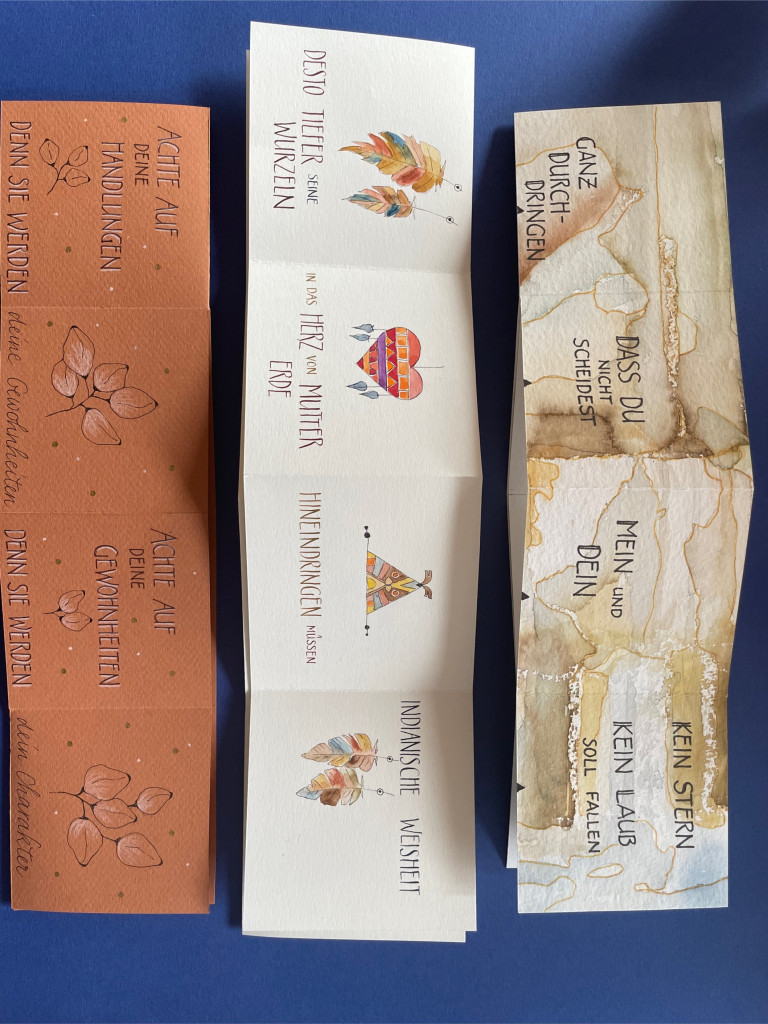 GANZ
DURCH-
DRINGEN
DASS DU
NICHT
SCHEIDEST
MEIN UND
DEIN
KEIN STERN
KEIN LAUB
SOLL FALLEN
DESTO TIEFER SEINE
WURZELN
IN DAS HERZ VON MUTTER
ERDE
HINEINDRINGEN MÜSSEN
INDIANISCHE WEISHEIT
ACHTE AUF
DEINE
HANDLUNGEN
DENN SIE WERDEN
deine Gewohnheiten
ACHTE AUF
DEINE
GEWOHNHEITEN
DENN SIE WERDEN
dein Charakter